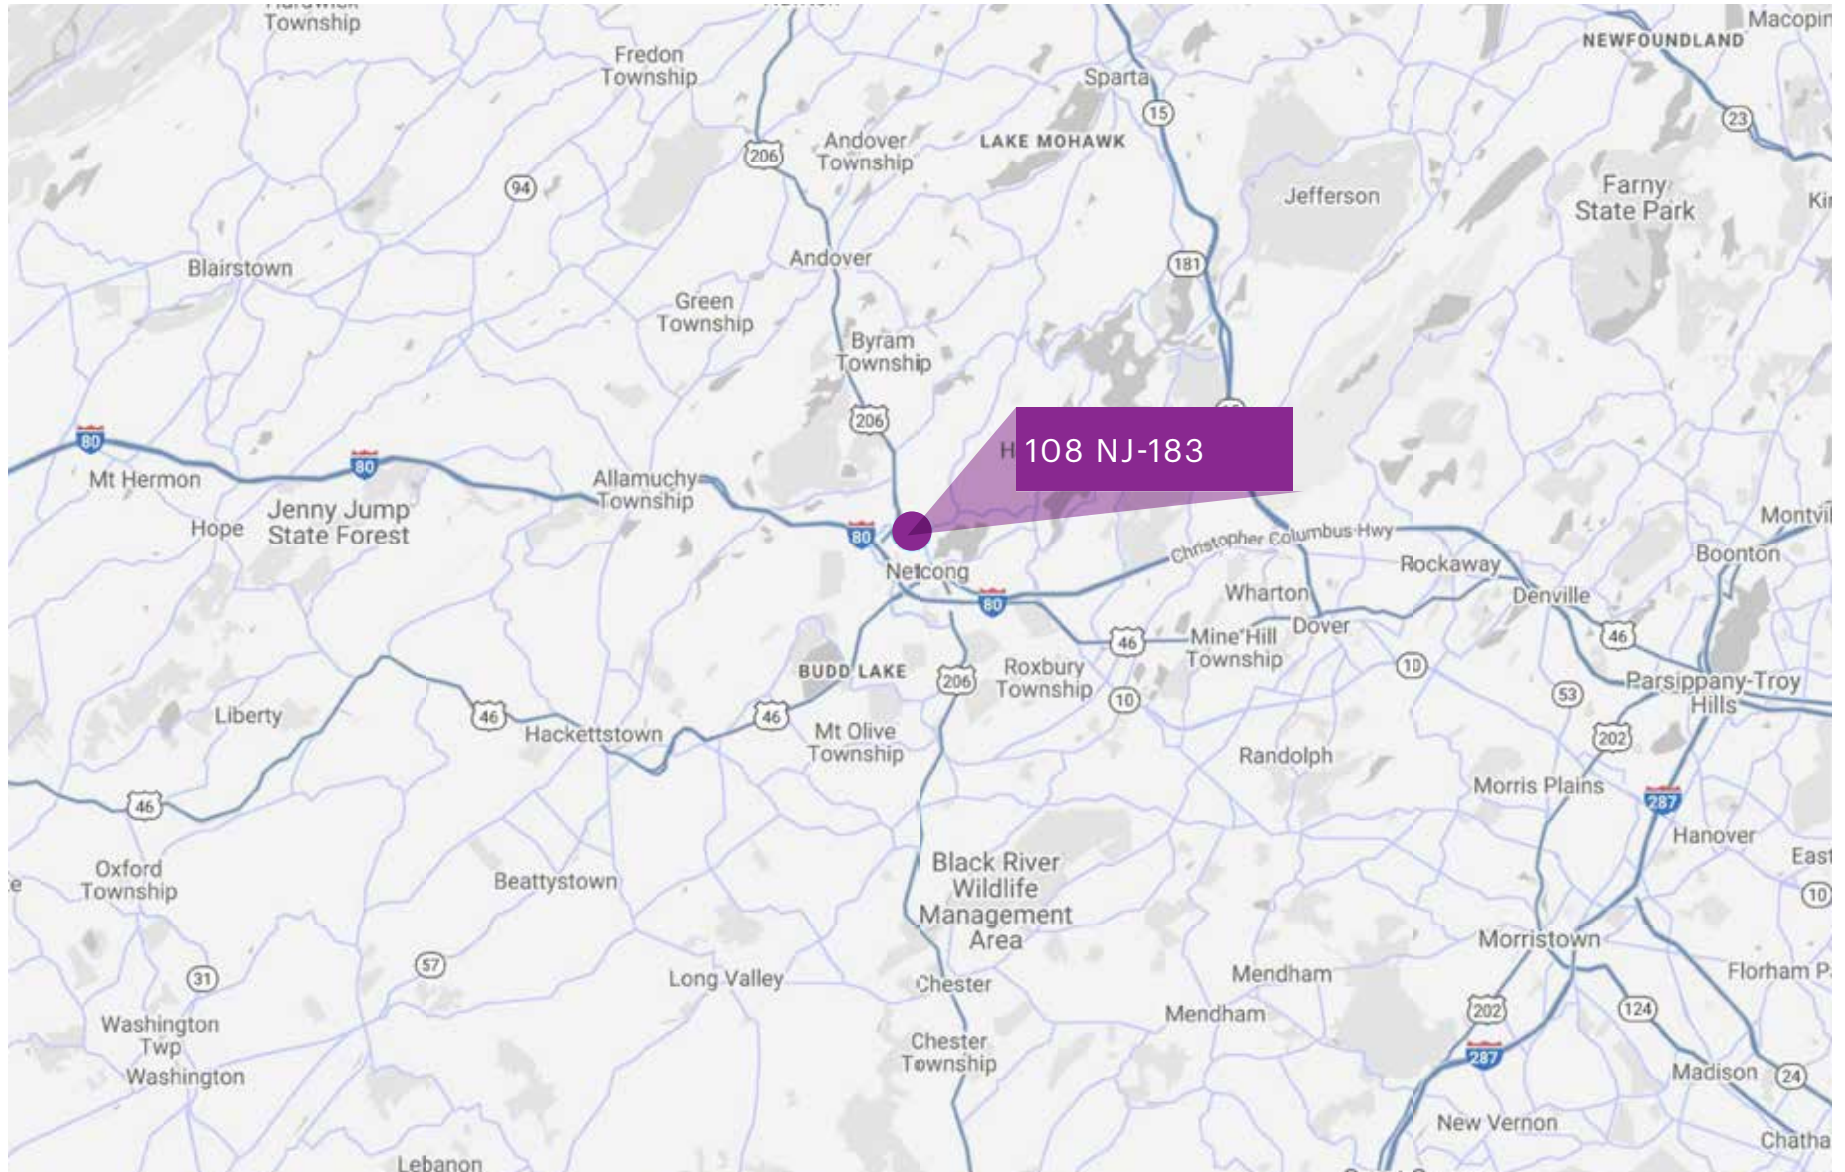 Township
Fredon
Township
Sparta
NEWFOUNDLAND
15
23
206
Andover
Township
LAKE MOHAWK
94
Jefferson
Farny
State Park
Andover
181
Blairstown
Green
Township
Byram
Township
206
80
108 NJ-183
80
Mt Hermon
Allamuchy
Township
Jenny Jump
State Forest
Hope
80
Christopher Columbus Hwy
Boonton
Netcong
Rockaway
80
Wharton
Denville
Dover
46
46
Mine Hill
Township
BUDD LAKE
206
Roxbury
Township
10
10
53
Parsippany-Troy
Hills
Liberty
46
46
Hackettstown
Mt Olive
Township
202
Randolph
Morris Plains
46
287
Hanover
Oxford
Township
Beattystown
Black River
Wildlife
Management
Area
East
10
Morristown
31
57
Long Valley
Chester
Mendham
Florham P
Mendham
202
124
Washington
Twp
Washington
Chester
Township
287
Madison
24
New Vernon
Chatha
Lebanon